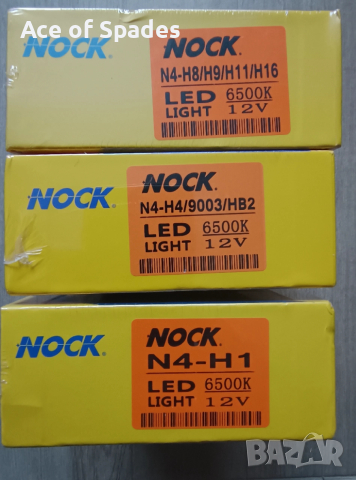 Ace of Spades
NOCK®
NOCK®
N4-H8/H9/H11/H16
LED 6500K
LIGHT 12V
NOCK®
NOCK®
N4-H4/9003/HB2
LED 6500K
LIGHT 12V
NOCK®
NOCK®
N4-H1
LED 6500K
LIGHT 12V
BAZAR